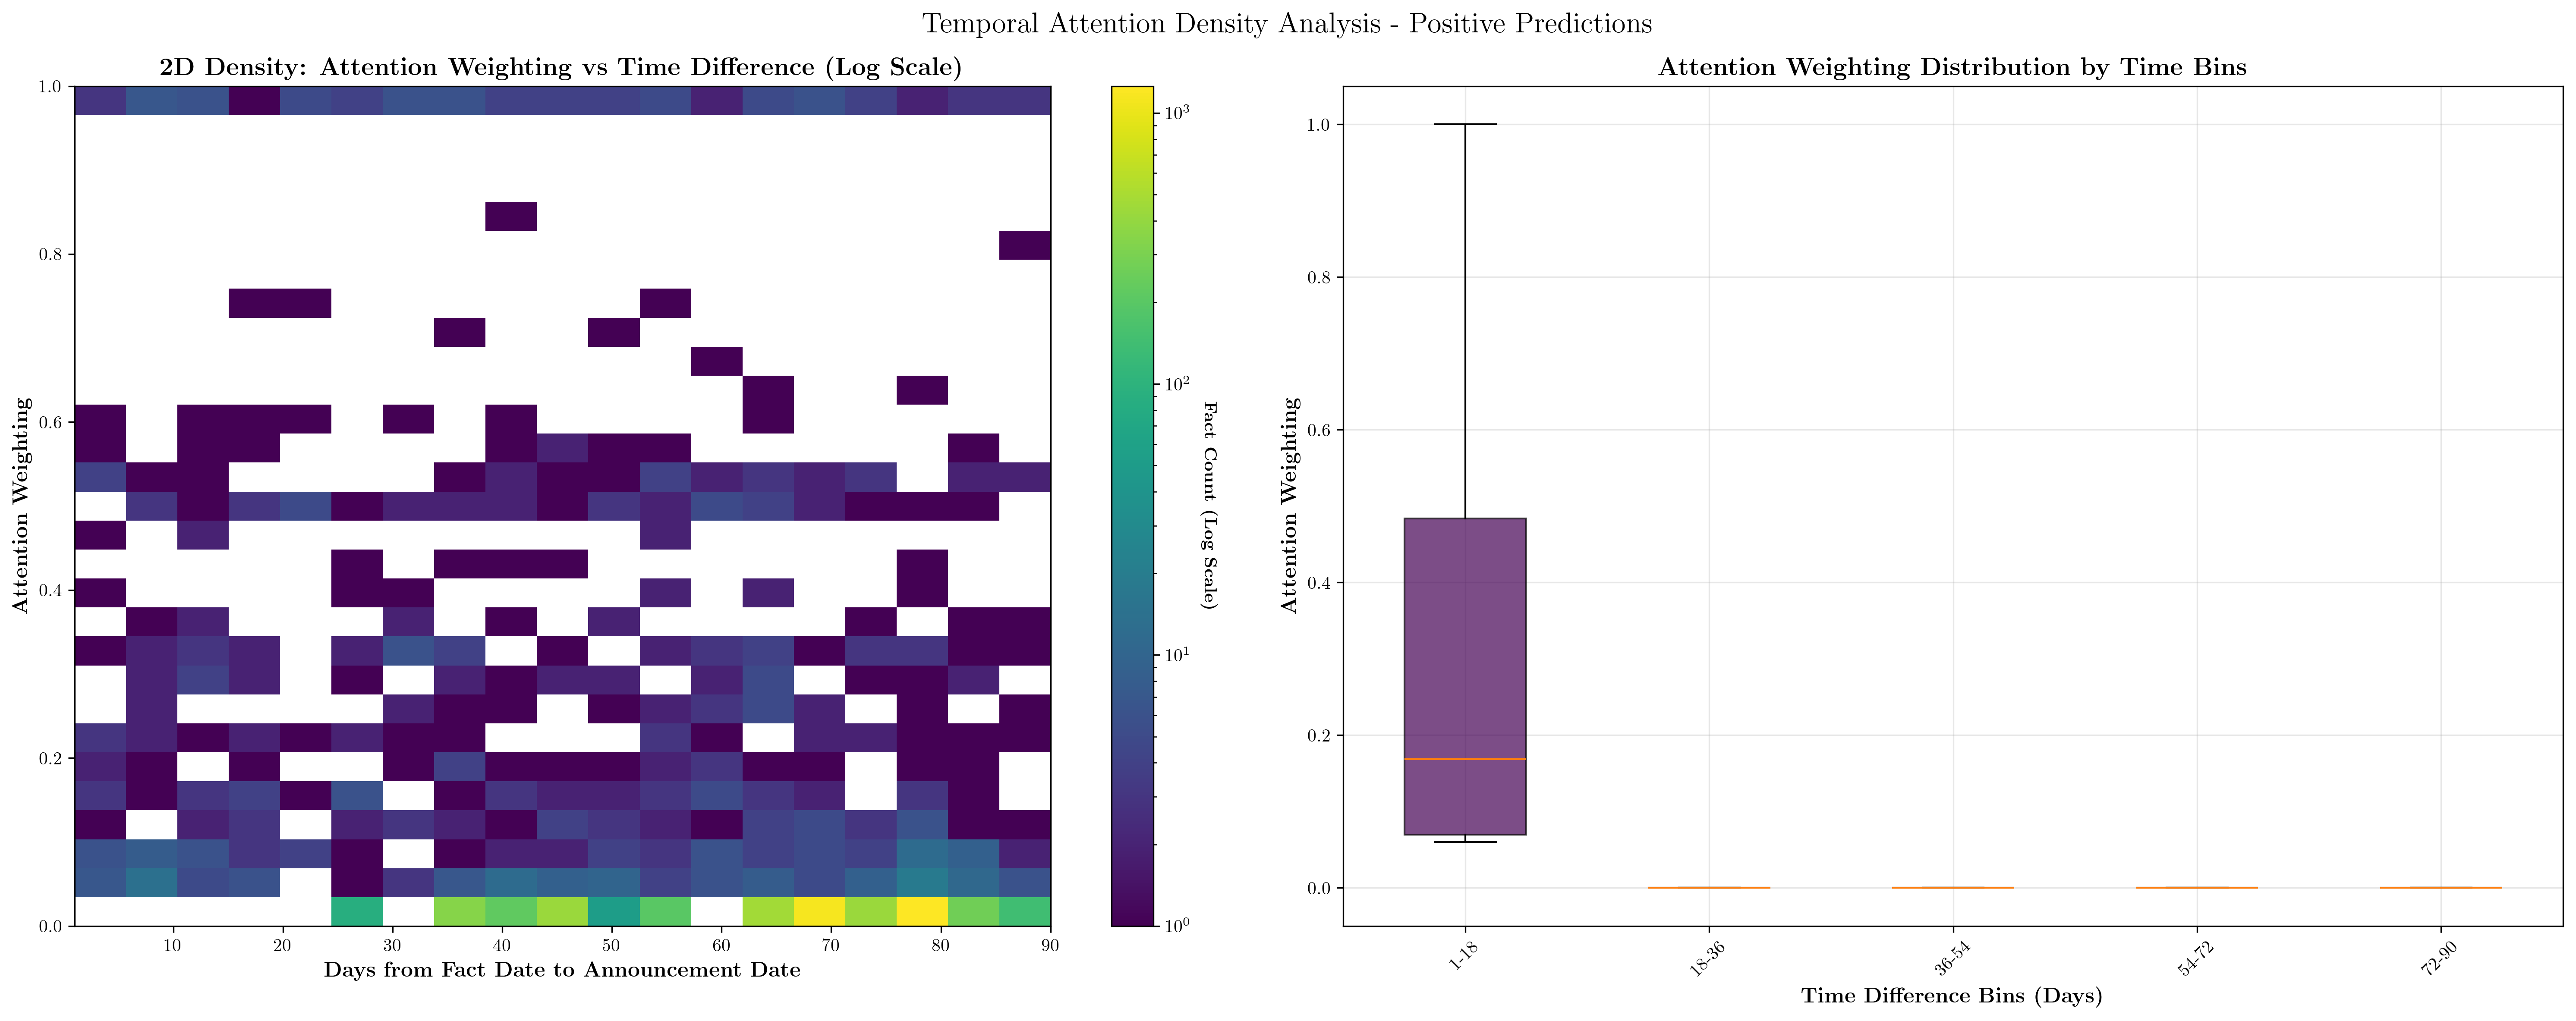 Temporal Attention Density Analysis - Positive Predictions
2D Density: Attention Weighting vs Time Difference (Log Scale)
Attention Weighting
1.0
0.8
0.6
0.4
0.2
0.0
10 20 30 40 50 60 70 80 90
Days from Fact Date to Announcement Date
10³
10²
10¹
10⁰
Fact Count (Log Scale)
Attention Weighting Distribution by Time Bins
Attention Weighting
1.0
0.8
0.6
0.4
0.2
0.0
1-18 18-36 36-54 54-72 72-90
Time Difference Bins (Days)